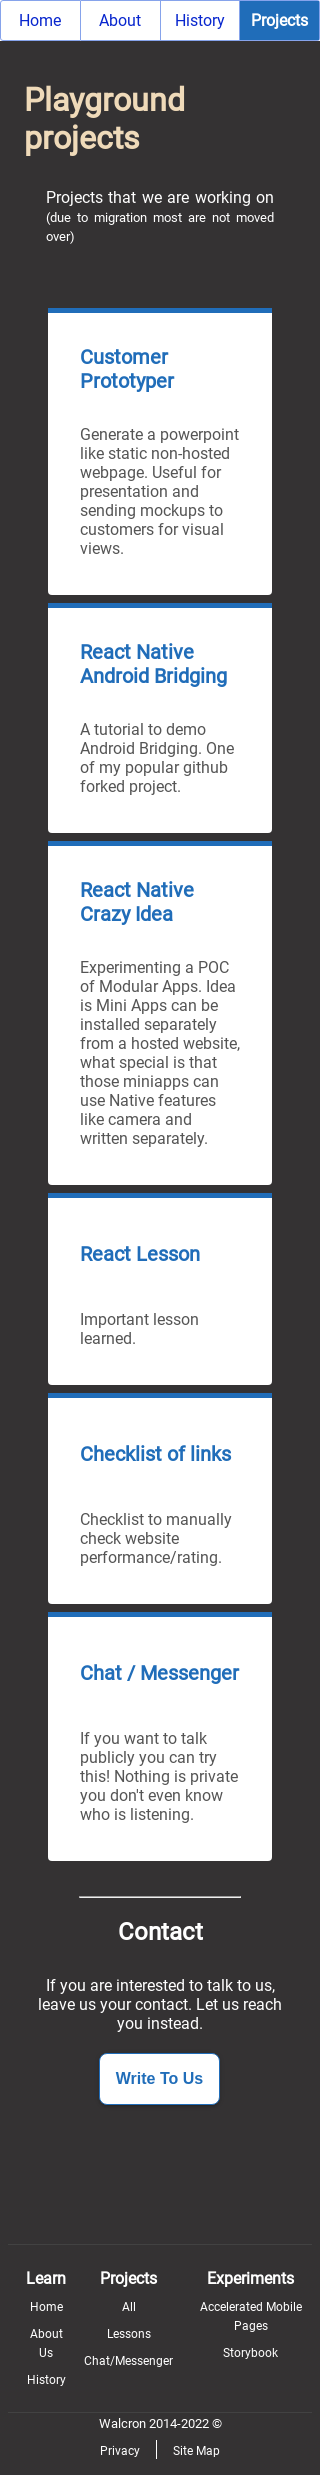 Home About History Projects
Playground
projects
Projects that we are working on
(due to migration most are not moved
over)
Customer
Prototyper
Generate a powerpoint
like static non-hosted
webpage. Useful for
presentation and
sending mockups to
customers for visual
views.
React Native
Android Bridging
A tutorial to demo
Android Bridging. One
of my popular github
forked project.
React Native
Crazy Idea
Experimenting a POC
of Modular Apps. Idea
is Mini Apps can be
installed separately
from a hosted website,
what special is that
those miniapps can
use Native features
like camera and
written separately.
React Lesson
Important lesson
learned.
Checklist of links
Checklist to manually
check website
performance/rating.
Chat / Messenger
If you want to talk
publicly you can try
this! Nothing is private
you don't even know
who is listening.
Contact
If you are interested to talk to us,
leave us your contact. Let us reach
you instead.
Write To Us
Learn
Home
About
Us
History
Projects
All
Lessons
Chat/Messenger
Experiments
Accelerated Mobile
Pages
Storybook
Walcron 2014-2022 ©
Privacy Site Map